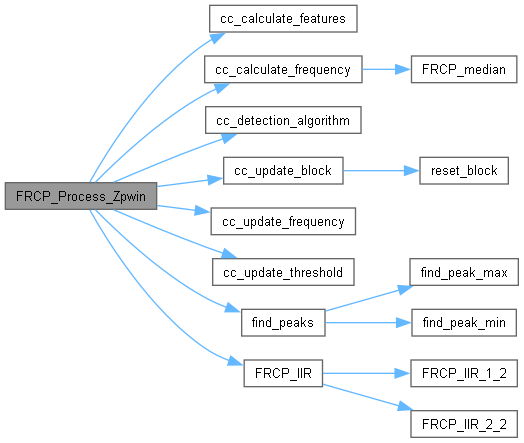 cc_calculate_features
cc_calculate_frequency
FRCP_median
cc_detection_algorithm
cc_update_block
reset_block
FRCP_Process_Zpwin
cc_update_frequency
cc_update_threshold
find_peak_max
find_peaks
find_peak_min
FRCP_IIR
FRCP_IIR_1_2
FRCP_IIR_2_2